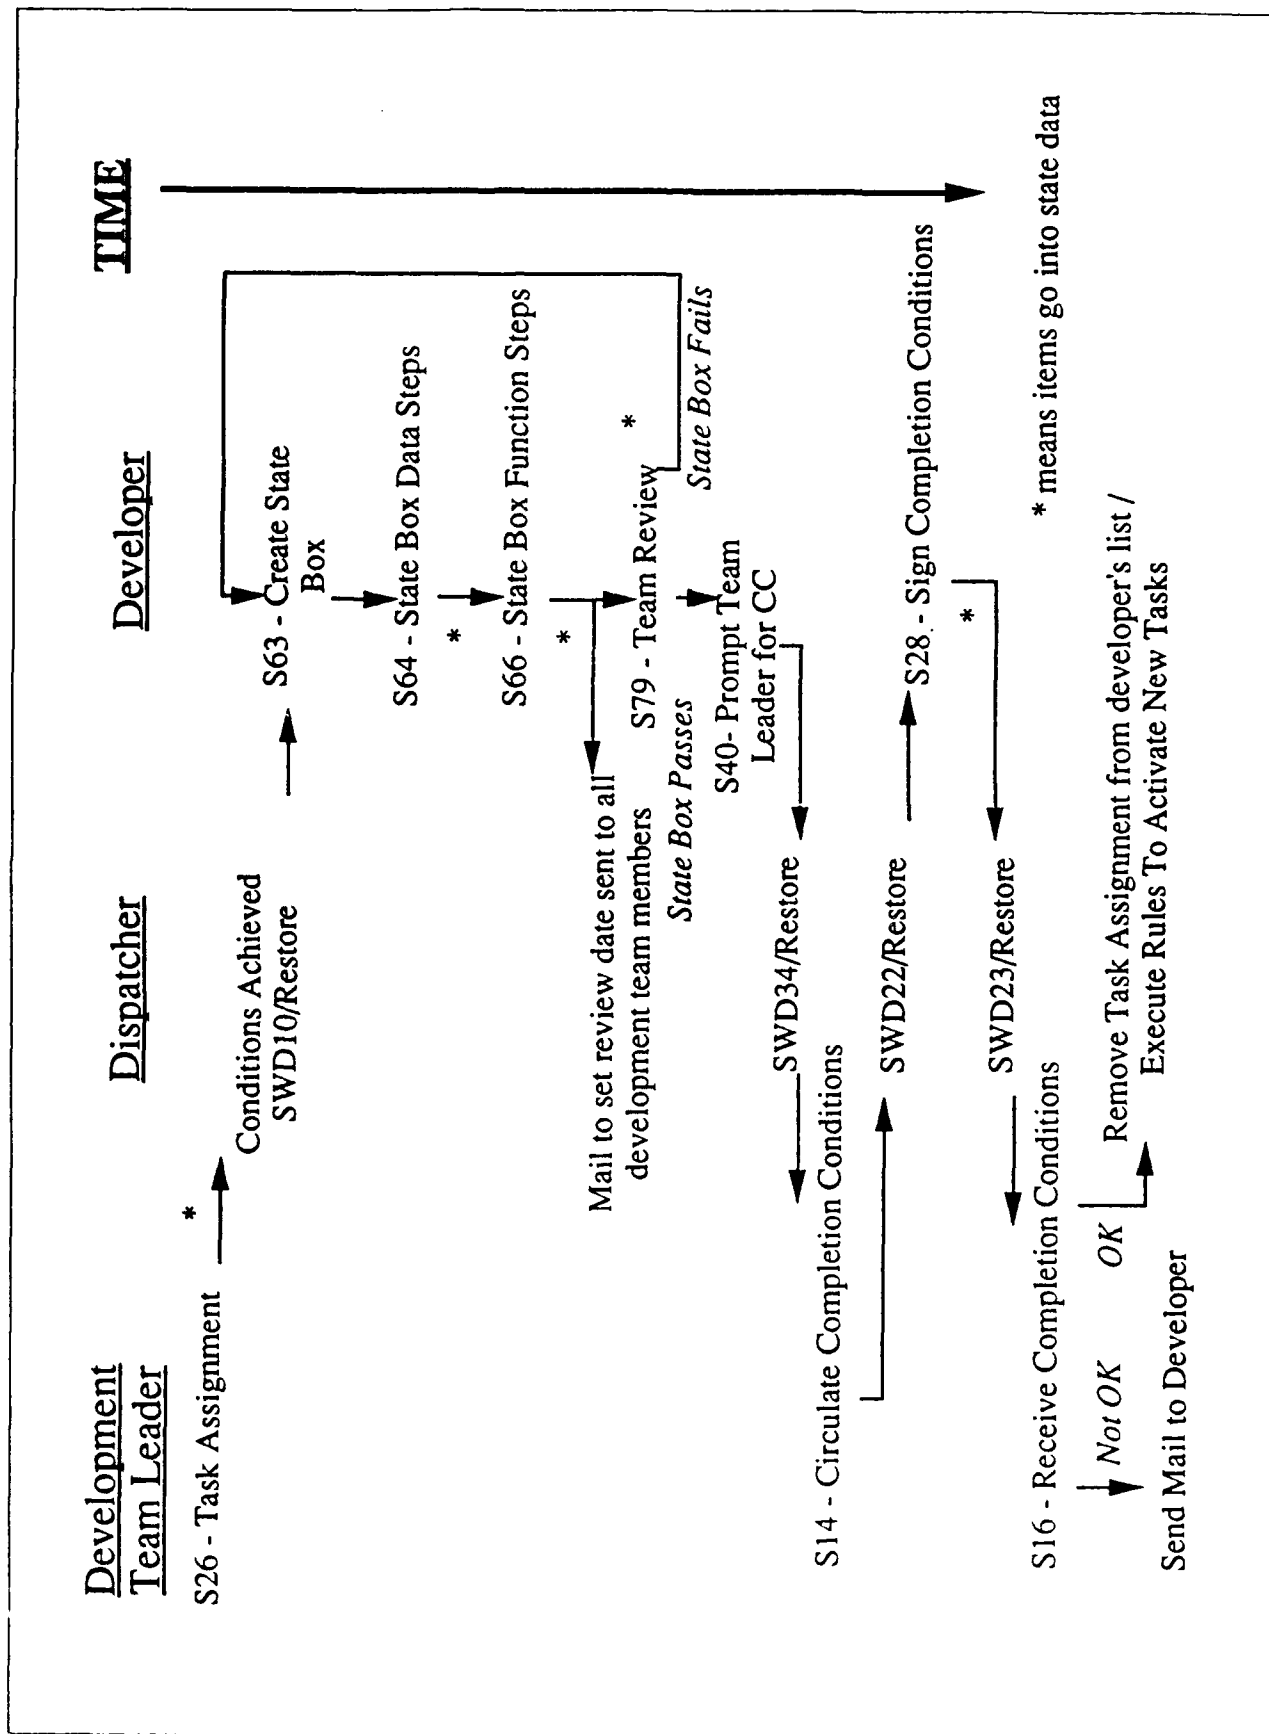 Development
Team Leader
Dispatcher
Developer
TIME
S26 - Task Assignment
*
Conditions Achieved
SWD10/Restore
S63 - Create State
Box
S64 - State Box Data Steps
*
S66 - State Box Function Steps
*
Mail to set review date sent to all
development team members
S79 - Team Review
*
State Box Passes
State Box Fails
S40- Prompt Team
Leader for CC
SWD34/Restore
S14 - Circulate Completion Conditions
SWD22/Restore
S28 - Sign Completion Conditions
*
SWD23/Restore
S16 - Receive Completion Conditions
Not OK
OK
Send Mail to Developer
Remove Task Assignment from developer's list /
Execute Rules To Activate New Tasks
* means items go into state data